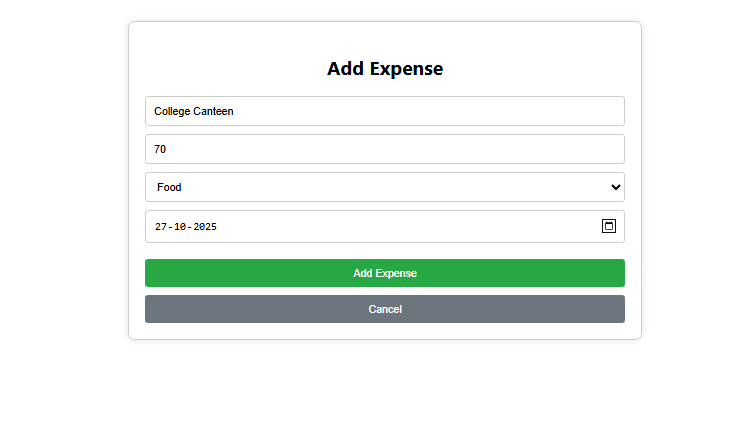 Add Expense
College Canteen
70
Food
27-10-2025
Add Expense
Cancel